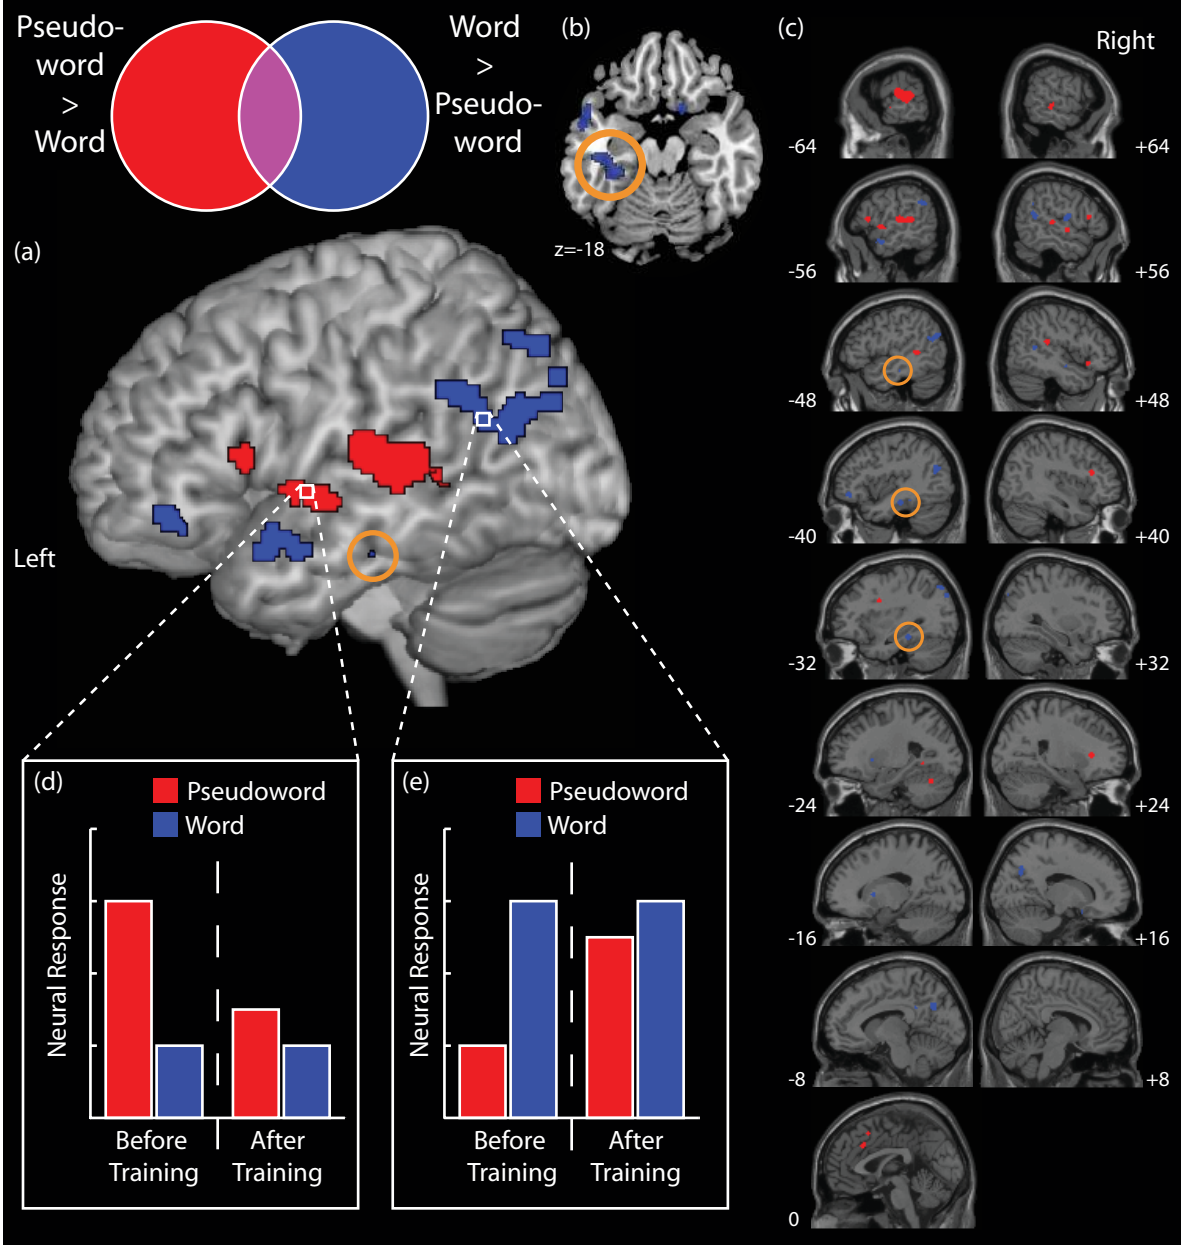 Pseudo-
word
>
Word
Word
>
Pseudo-
word
(a)
Left
(b)
z=-18
(c)
Right
-64
+64
-56
+56
-48
+48
-40
+40
-32
+32
-24
+24
-16
+16
-8
+8
0
(d)
Pseudoword
Word
Neural Response
Before
Training
After
Training
(e)
Pseudoword
Word
Neural Response
Before
Training
After
Training